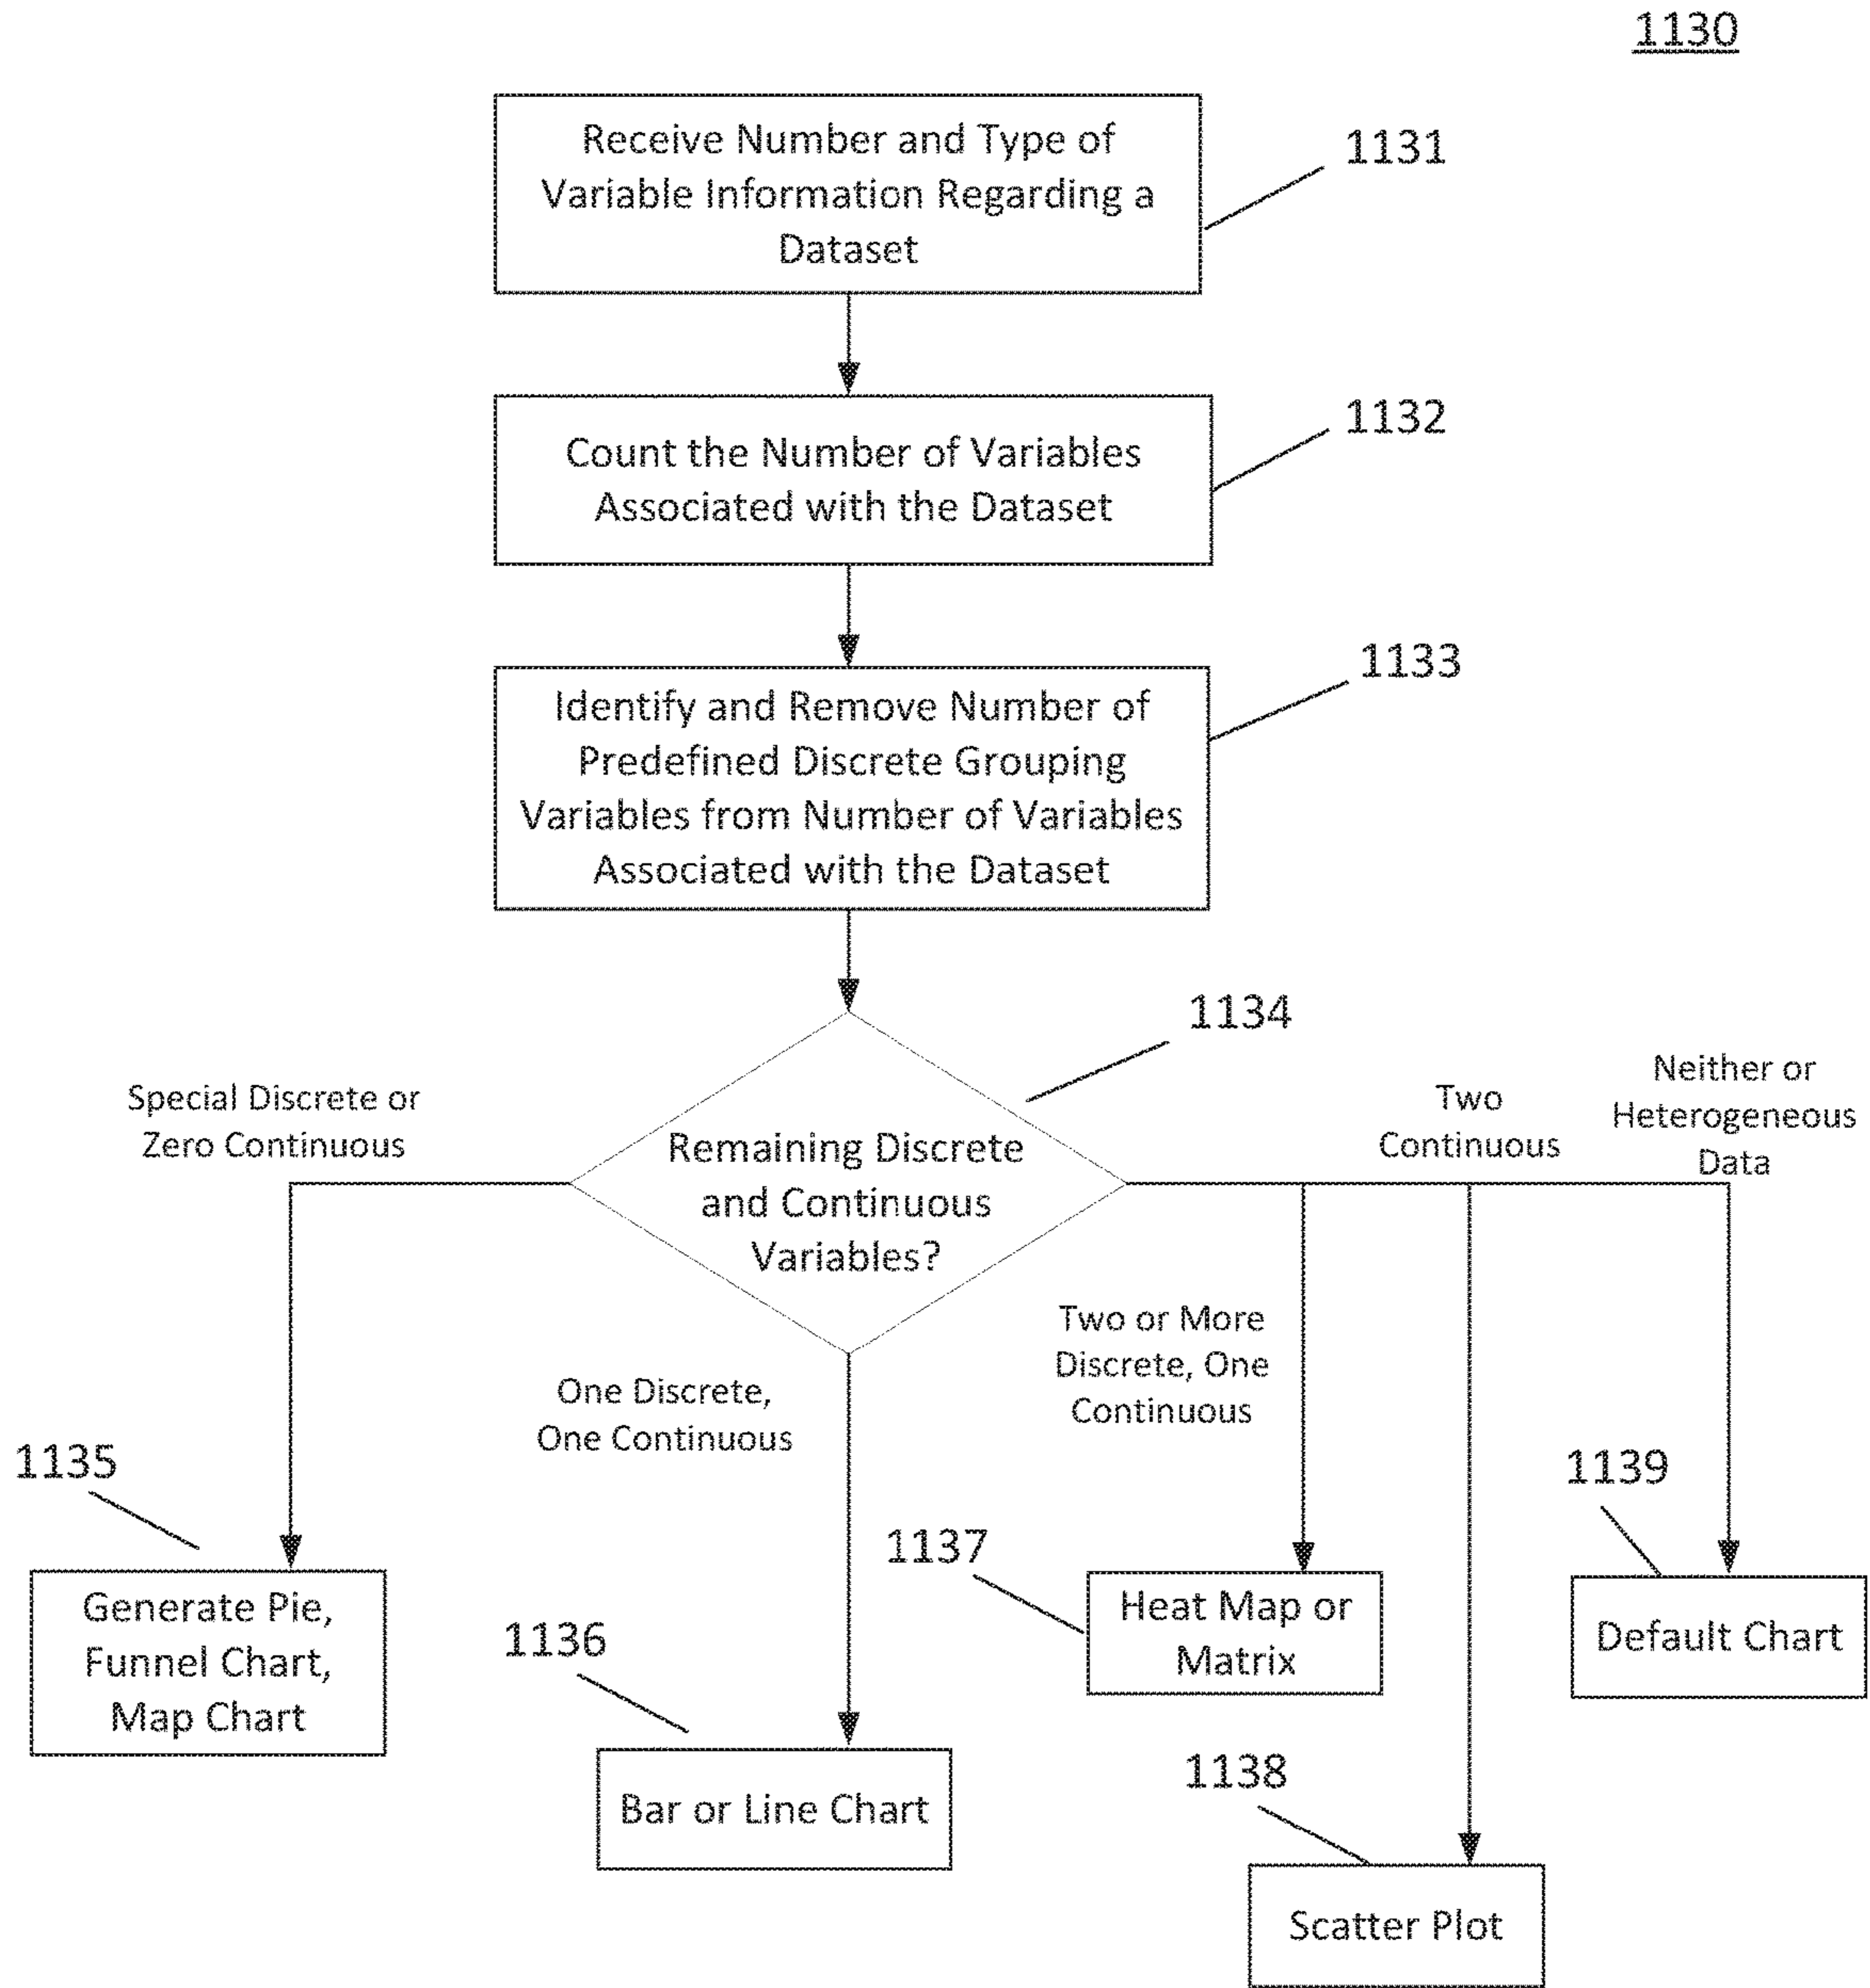 1130
Receive Number and Type of
Variable Information Regarding a
Dataset
1131
Count the Number of Variables
Associated with the Dataset
1132
Identify and Remove Number of
Predefined Discrete Grouping
Variables from Number of Variables
Associated with the Dataset
1133
Remaining Discrete
and Continuous
Variables?
1134
Special Discrete or
Zero Continuous
One Discrete,
One Continuous
Two or More
Discrete, One
Continuous
Two
Continuous
Neither or
Heterogeneous
Data
1135
Generate Pie,
Funnel Chart,
Map Chart
1136
Bar or Line Chart
1137
Heat Map or
Matrix
1138
Scatter Plot
1139
Default Chart